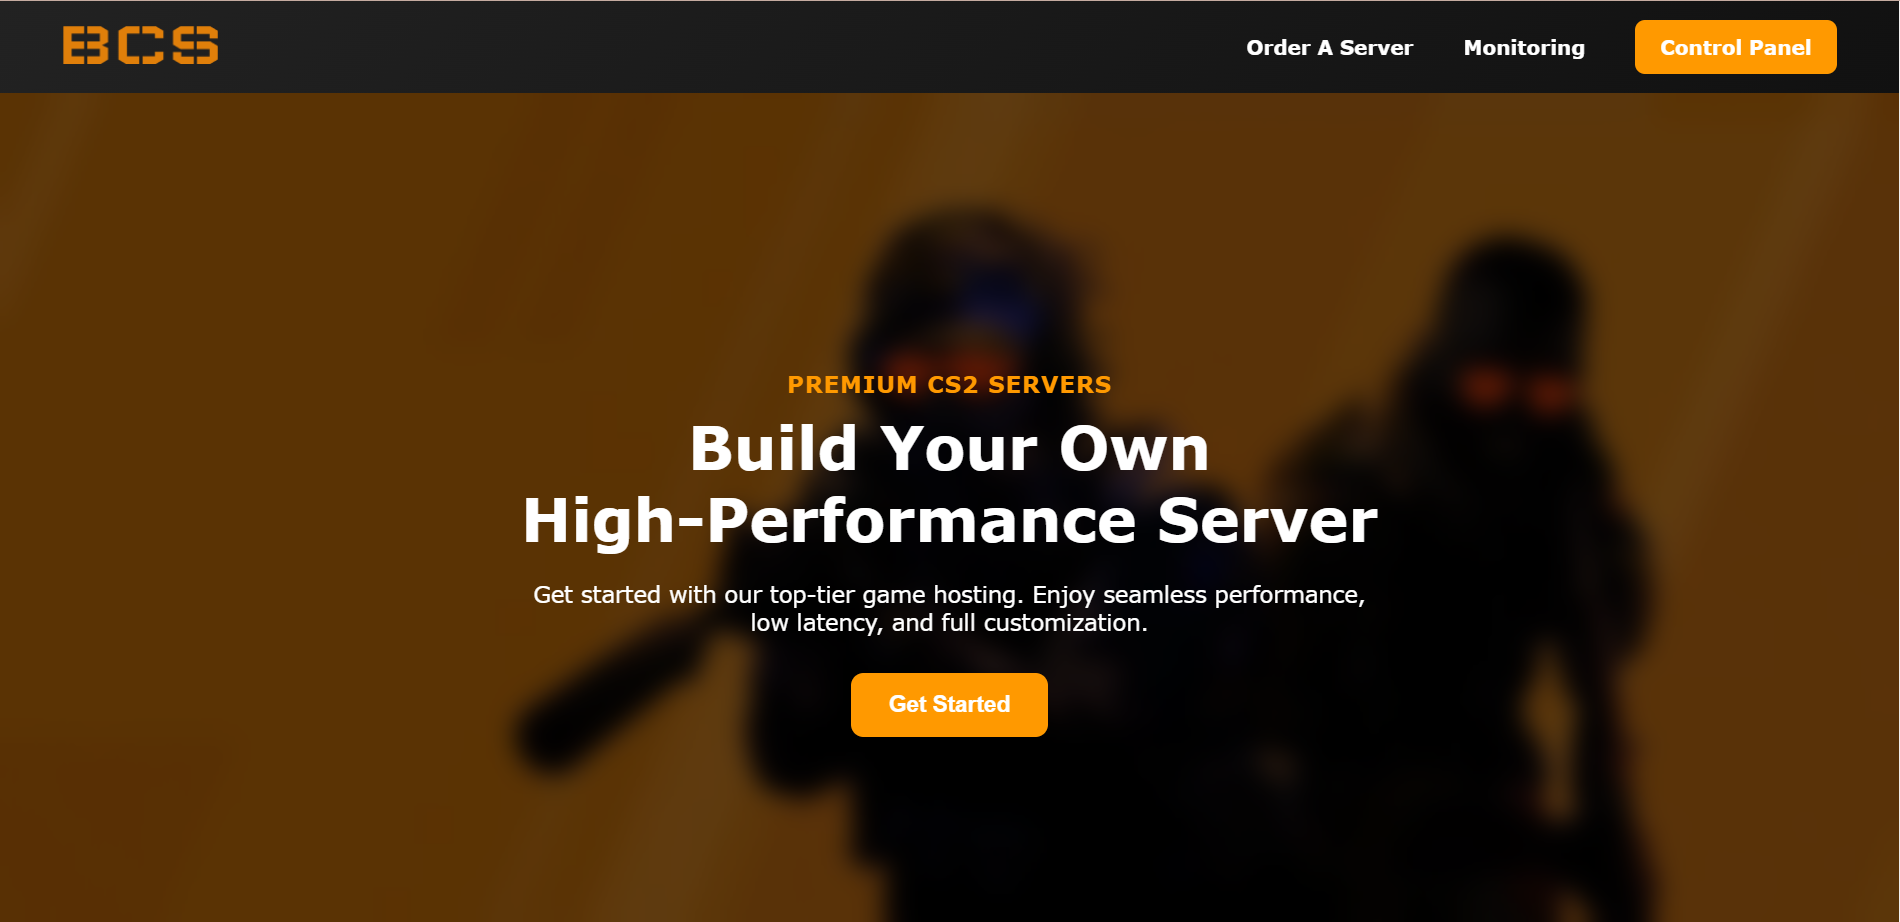 BCS
Order A Server
Monitoring
Control Panel
PREMIUM CS2 SERVERS
Build Your Own
High-Performance Server
Get started with our top-tier game hosting. Enjoy seamless performance,
low latency, and full customization.
Get Started